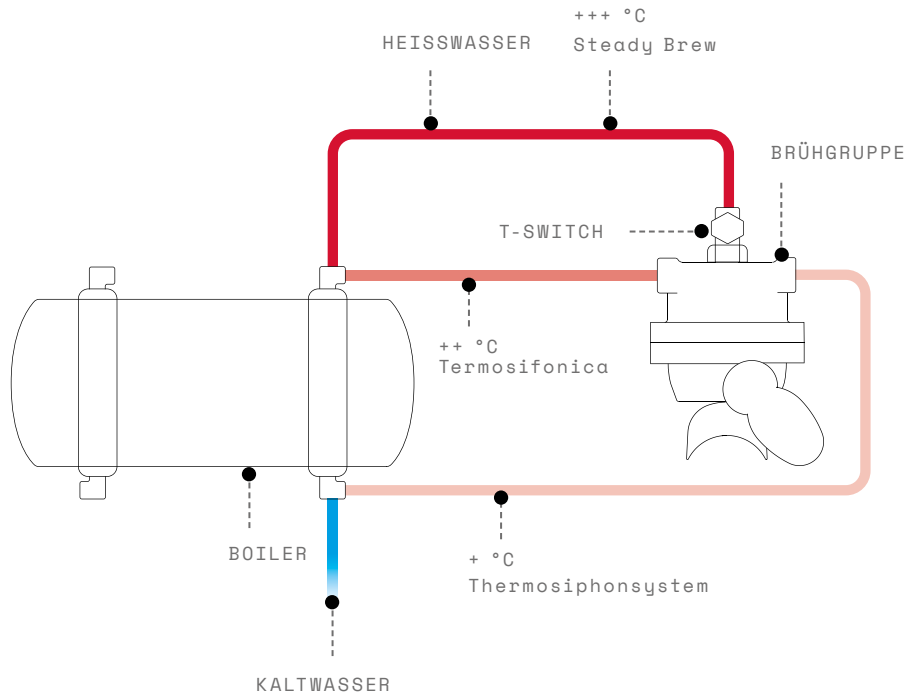 +++ °C
HEISSWASSER
Steady Brew
BRÜHGRUPPE
T-SWITCH
++ °C
Termosifonica
BOILER
+ °C
Thermosiphonsystem
KALTWASSER